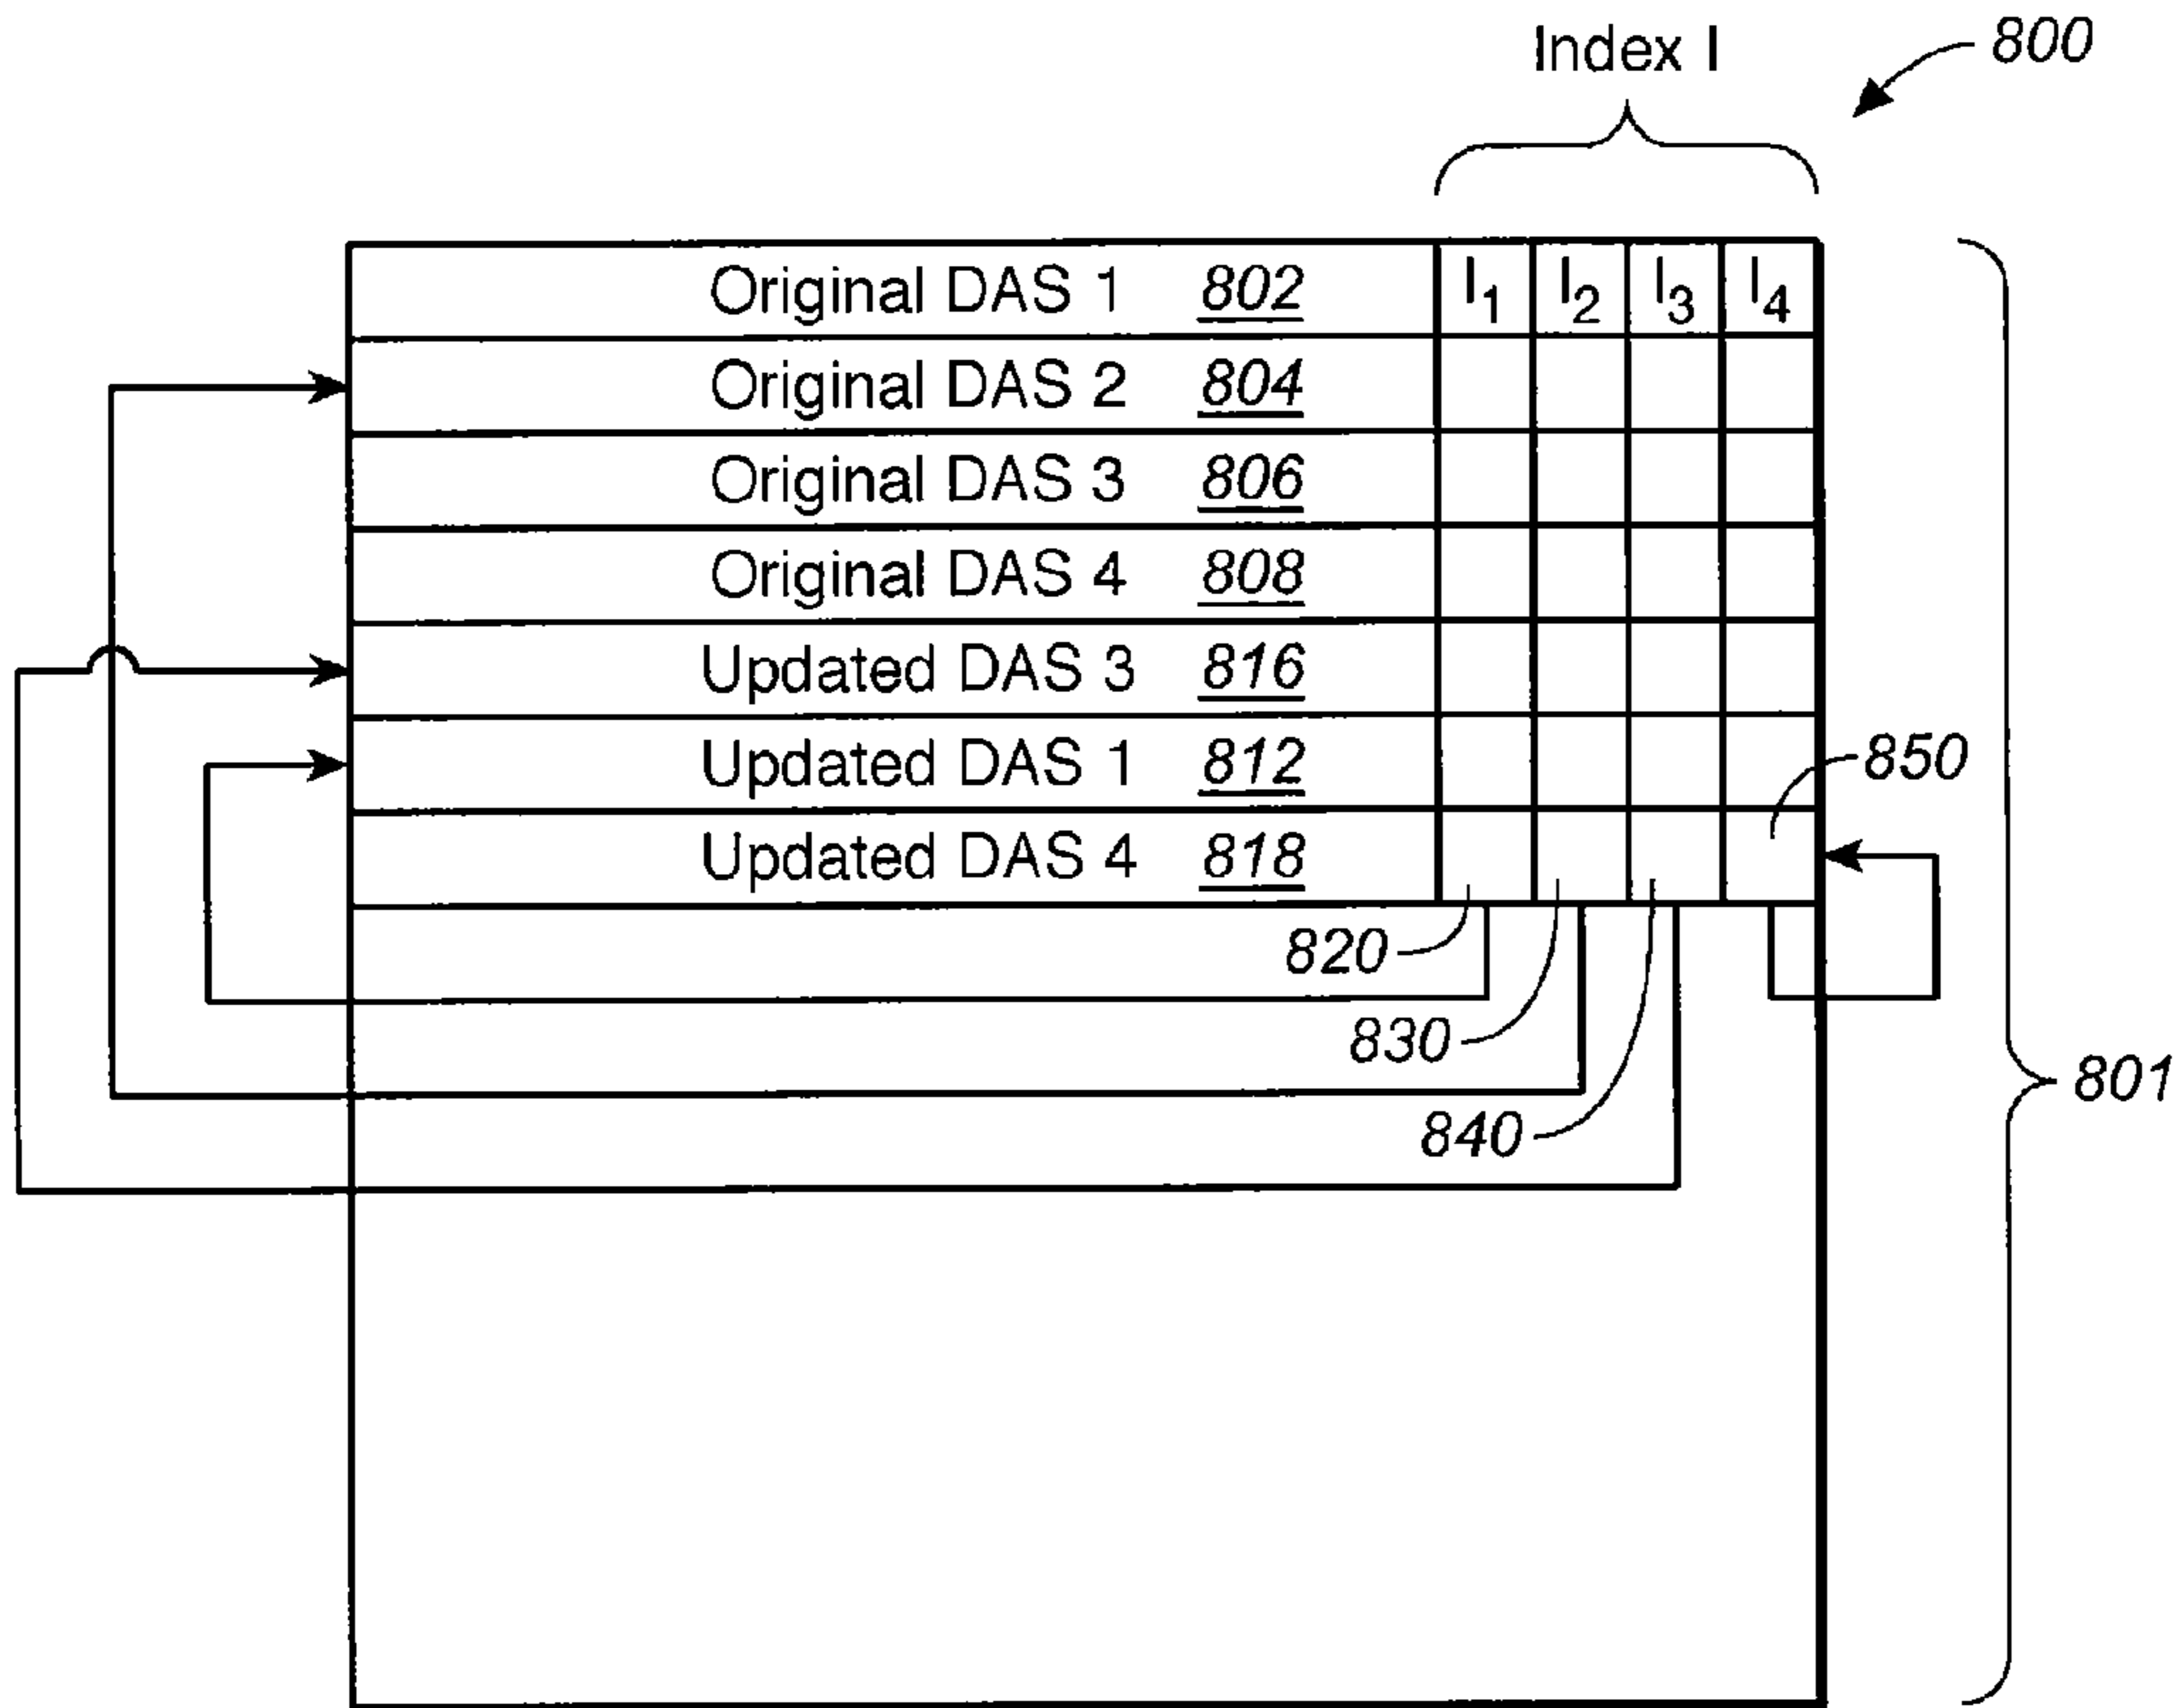 Index I
800
Original DAS 1 802 I1 I2 I3 I4
Original DAS 2 804
Original DAS 3 806
Original DAS 4 808
Updated DAS 3 816
Updated DAS 1 812
850
Updated DAS 4 818
820
830
801
840